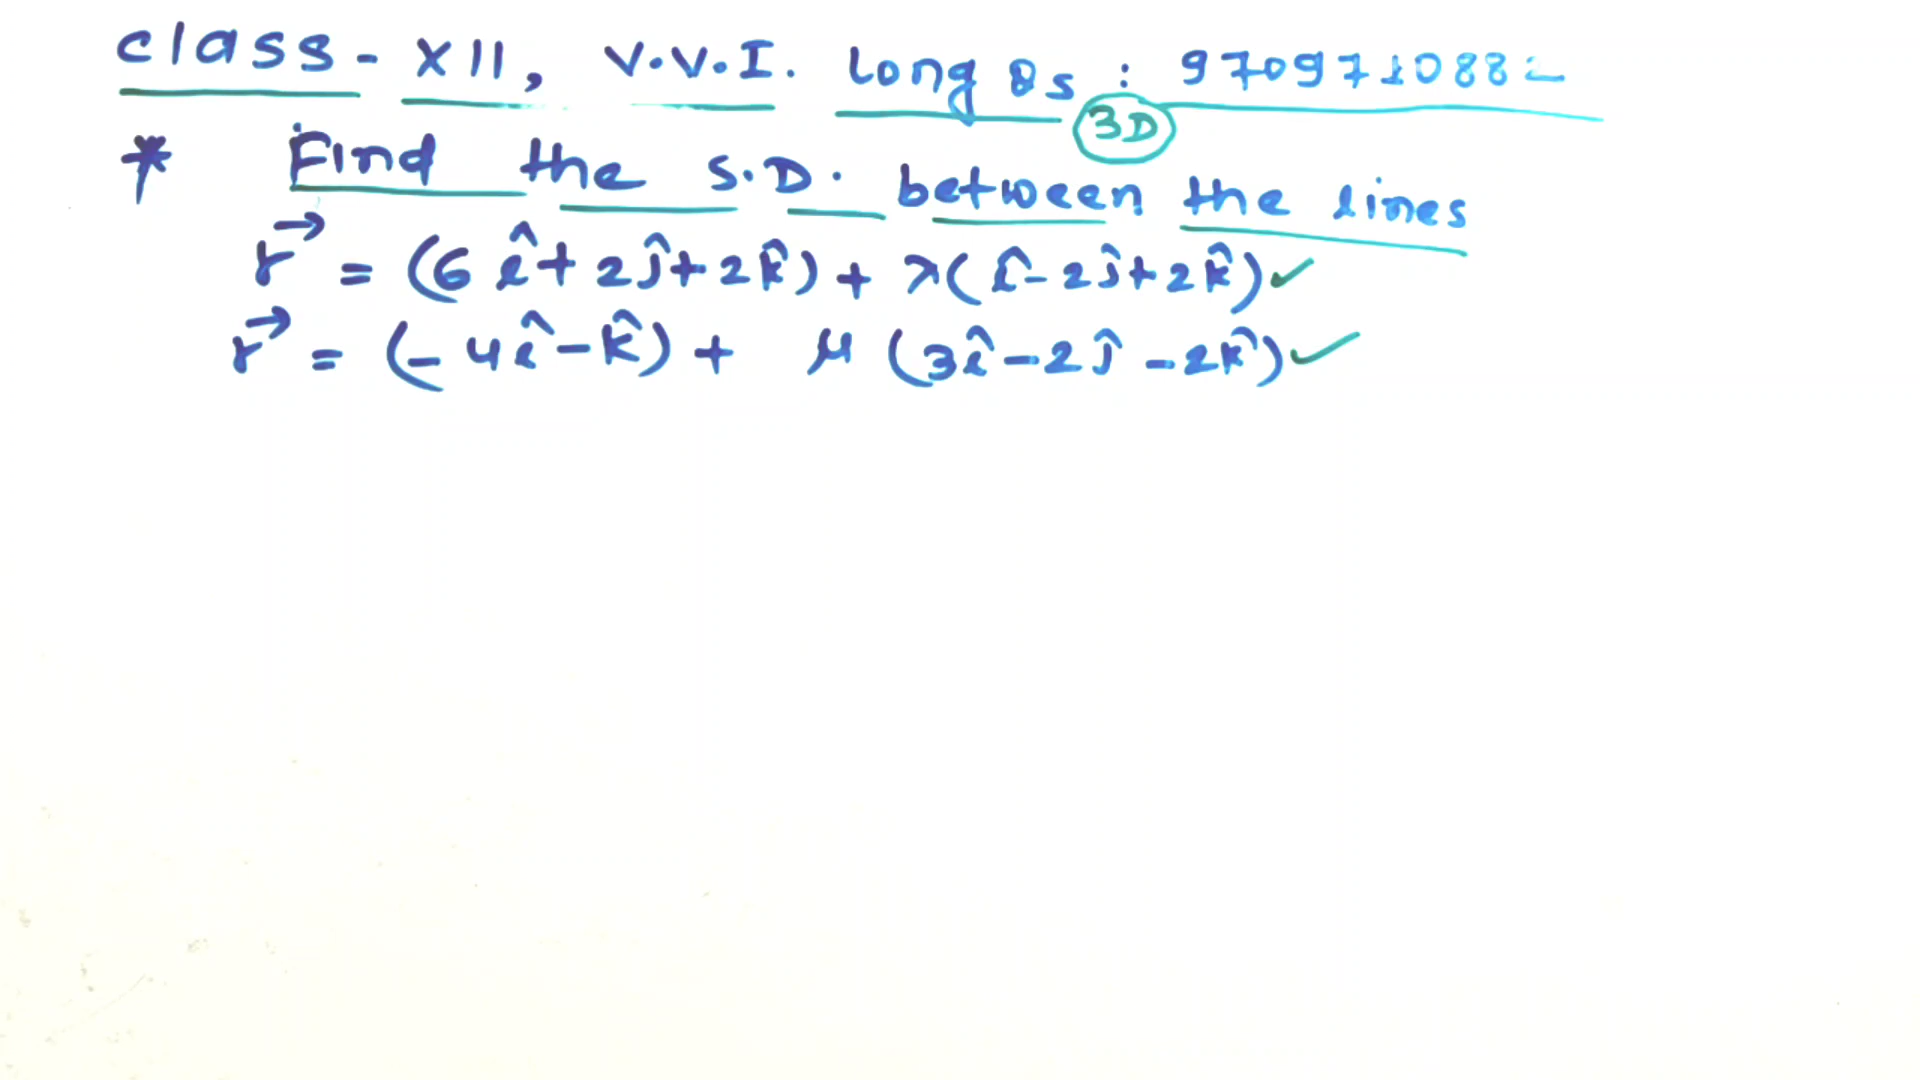 class - XII, V.V.I. Long Qs : 9709710882
3D
* Find the S.D. between the lines
r⃗ = (6î + 2ĵ + 2k̂) + λ(î - 2ĵ + 2k̂) ✓
r⃗ = (-4î - k̂) + μ (3î - 2ĵ - 2k̂) ✓